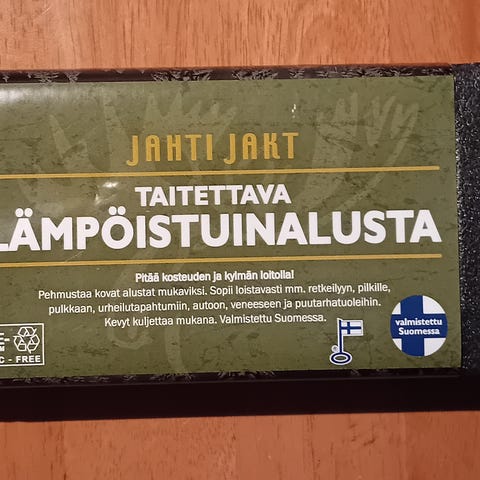 JAHTI JAKT
TAITETTAVA
LÄMPÖISTUINALUSTA
Pitää kosteuden ja kylmän loitolla!
Pehmustaa kovat alustat mukaviksi. Sopii loistavasti mm. retkeilyyn, pilkille,
pulkkaan, urheilutapahtumiin, autoon, veneeseen ja puutarhatuoleihin.
Kevyt kuljettaa mukana. Valmistettu Suomessa.
valmistettu
Suomessa
C - FREE